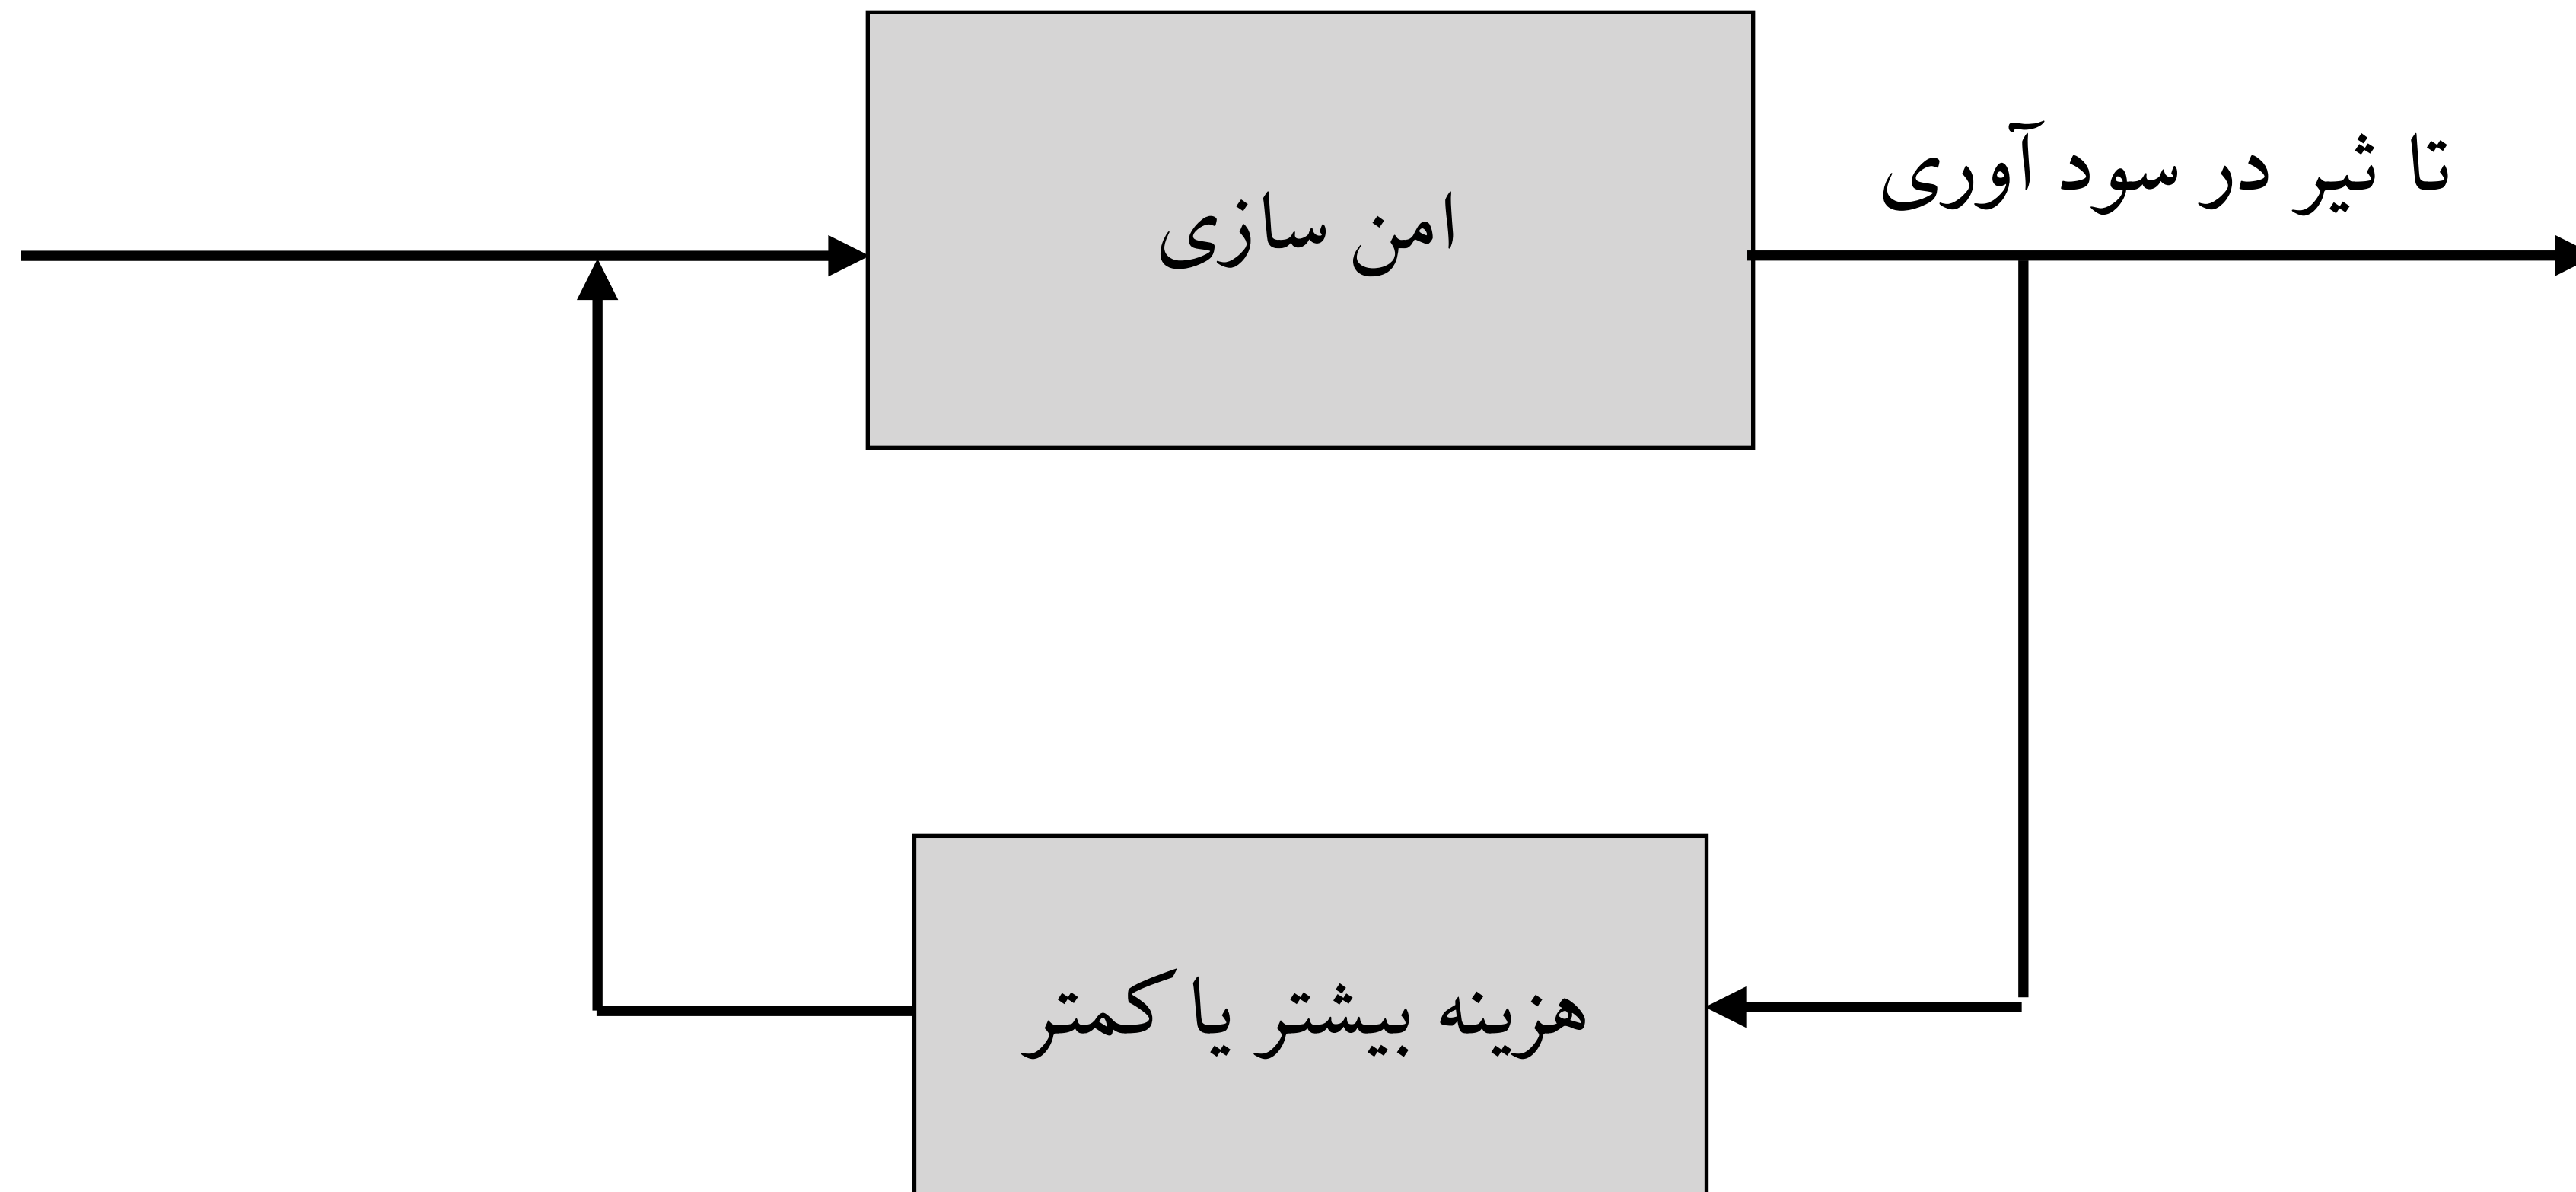 تا ثیر در سود آوری
امن سازی
هزینه بیشتر یا کمتر